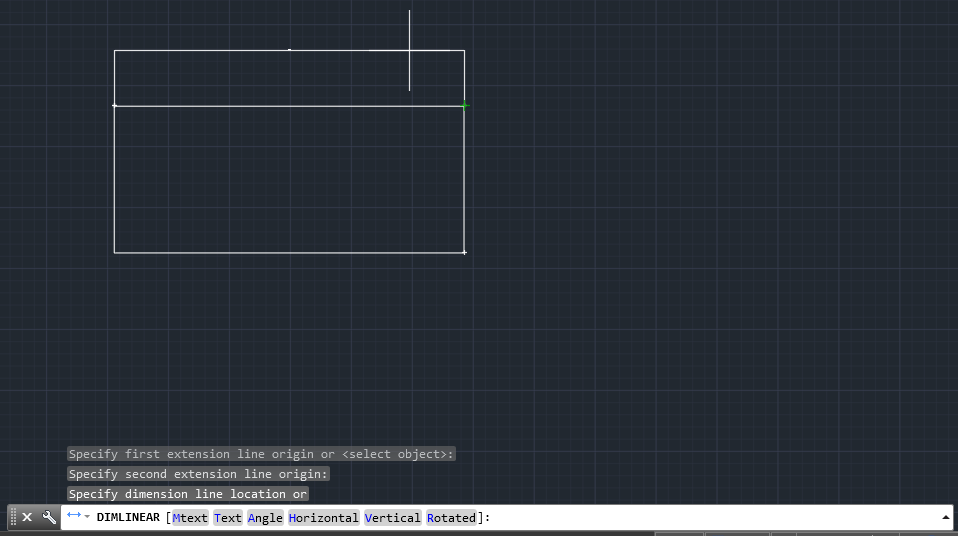 Specify first extension line origin or <select object>:
Specify second extension line origin:
Specify dimension line location or
DIMLINEAR [Mtext Text Angle Horizontal Vertical Rotated]: